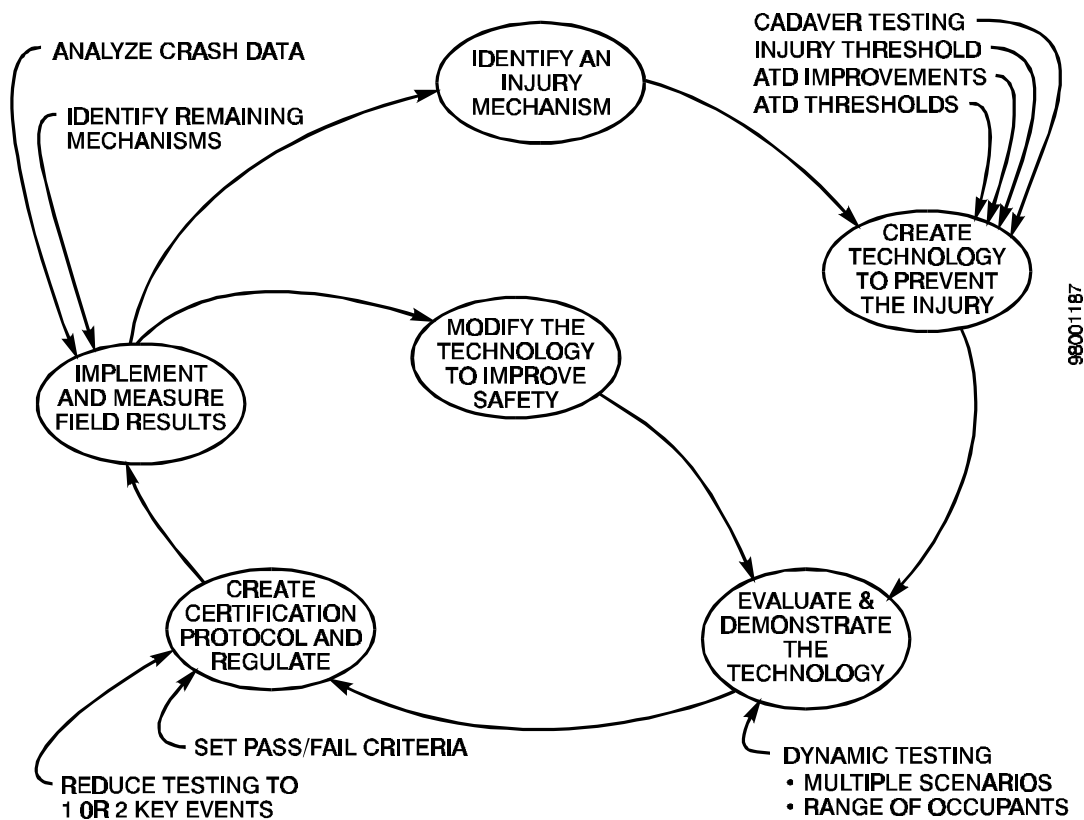 ANALYZE CRASH DATA
IDENTIFY REMAINING
MECHANISMS
IDENTIFY AN
INJURY
MECHANISM
CADAVER TESTING
INJURY THRESHOLD
ATD IMPROVEMENTS
ATD THRESHOLDS
CREATE
TECHNOLOGY
TO PREVENT
THE INJURY
98001187
MODIFY THE
TECHNOLOGY
TO IMPROVE
SAFETY
IMPLEMENT
AND MEASURE
FIELD RESULTS
CREATE
CERTIFICATION
PROTOCOL AND
REGULATE
EVALUATE &
DEMONSTRATE
THE
TECHNOLOGY
SET PASS/FAIL CRITERIA
REDUCE TESTING TO
1 OR 2 KEY EVENTS
DYNAMIC TESTING
• MULTIPLE SCENARIOS
• RANGE OF OCCUPANTS